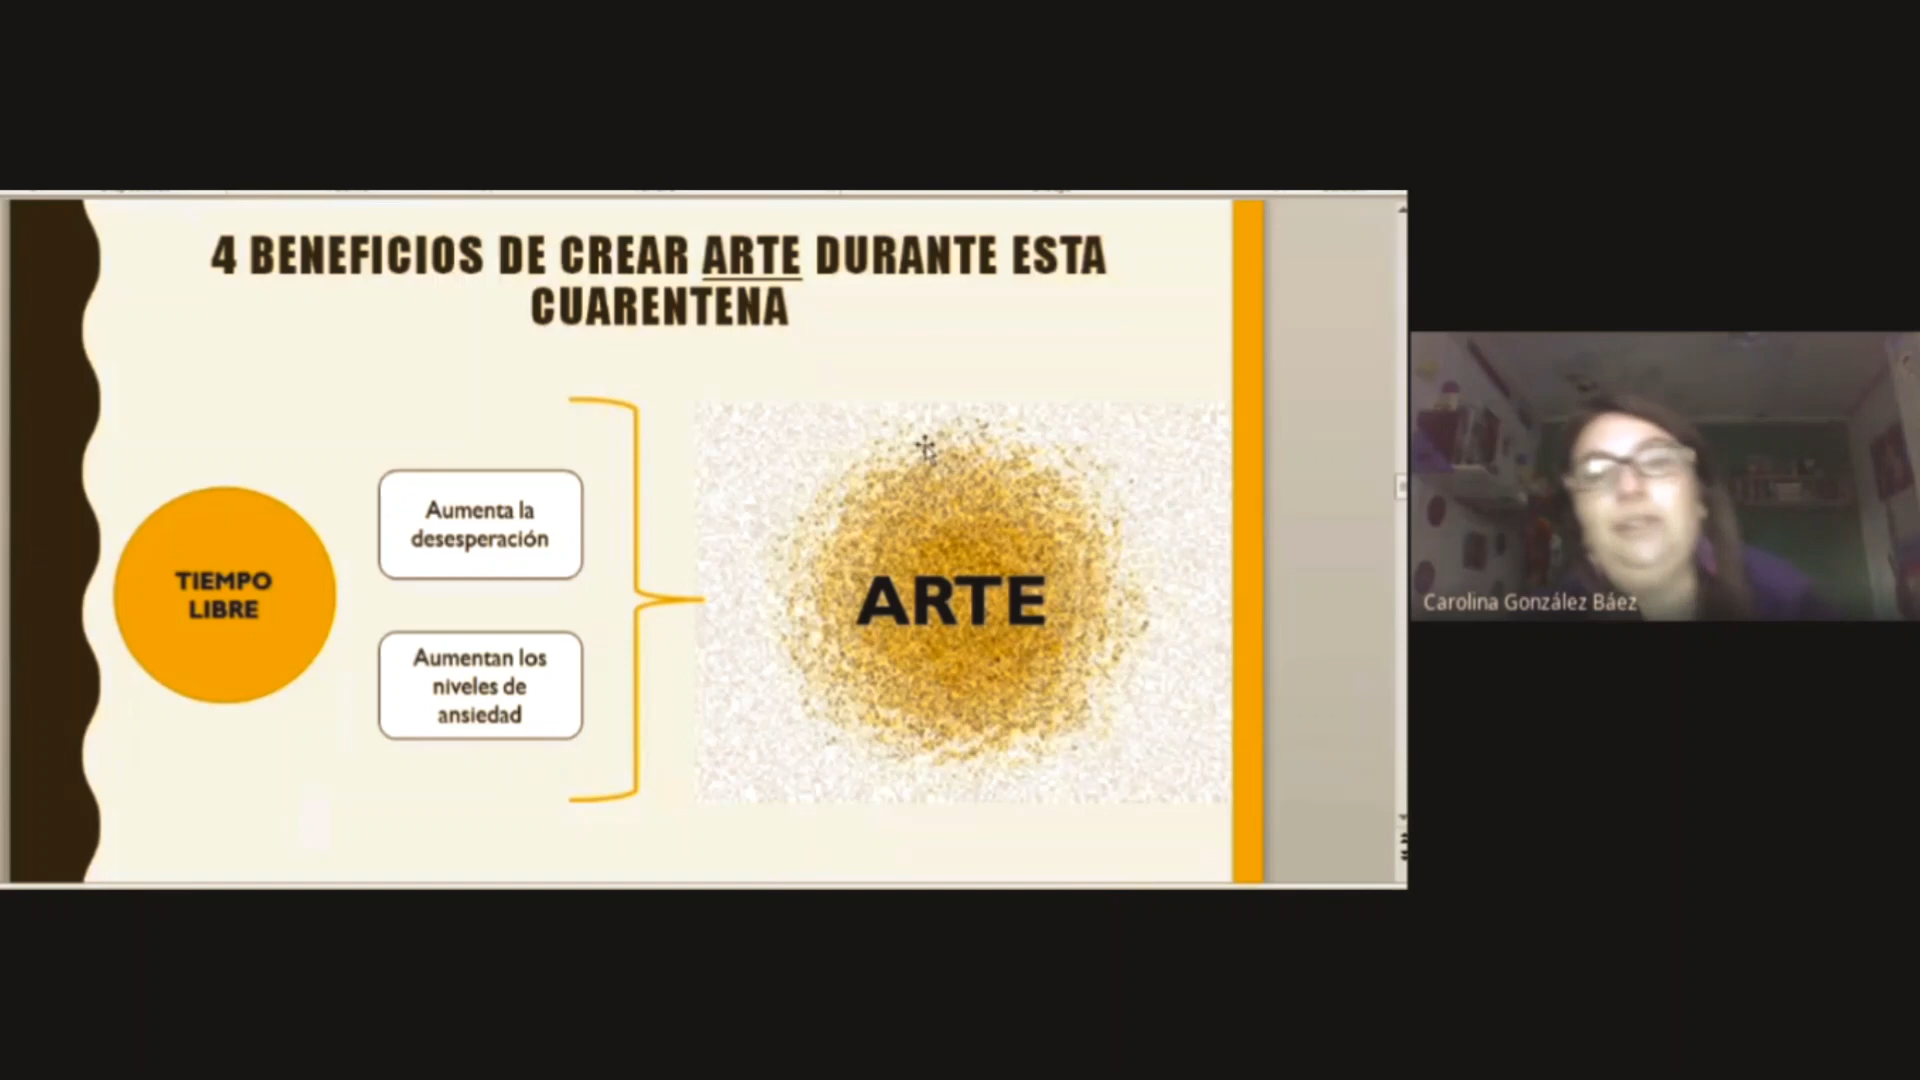 4 BENEFICIOS DE CREAR ARTE DURANTE ESTA
CUARENTENA
TIEMPO
LIBRE
Aumenta la
desesperación
Aumentan los
niveles de
ansiedad
ARTE
Carolina González Báez